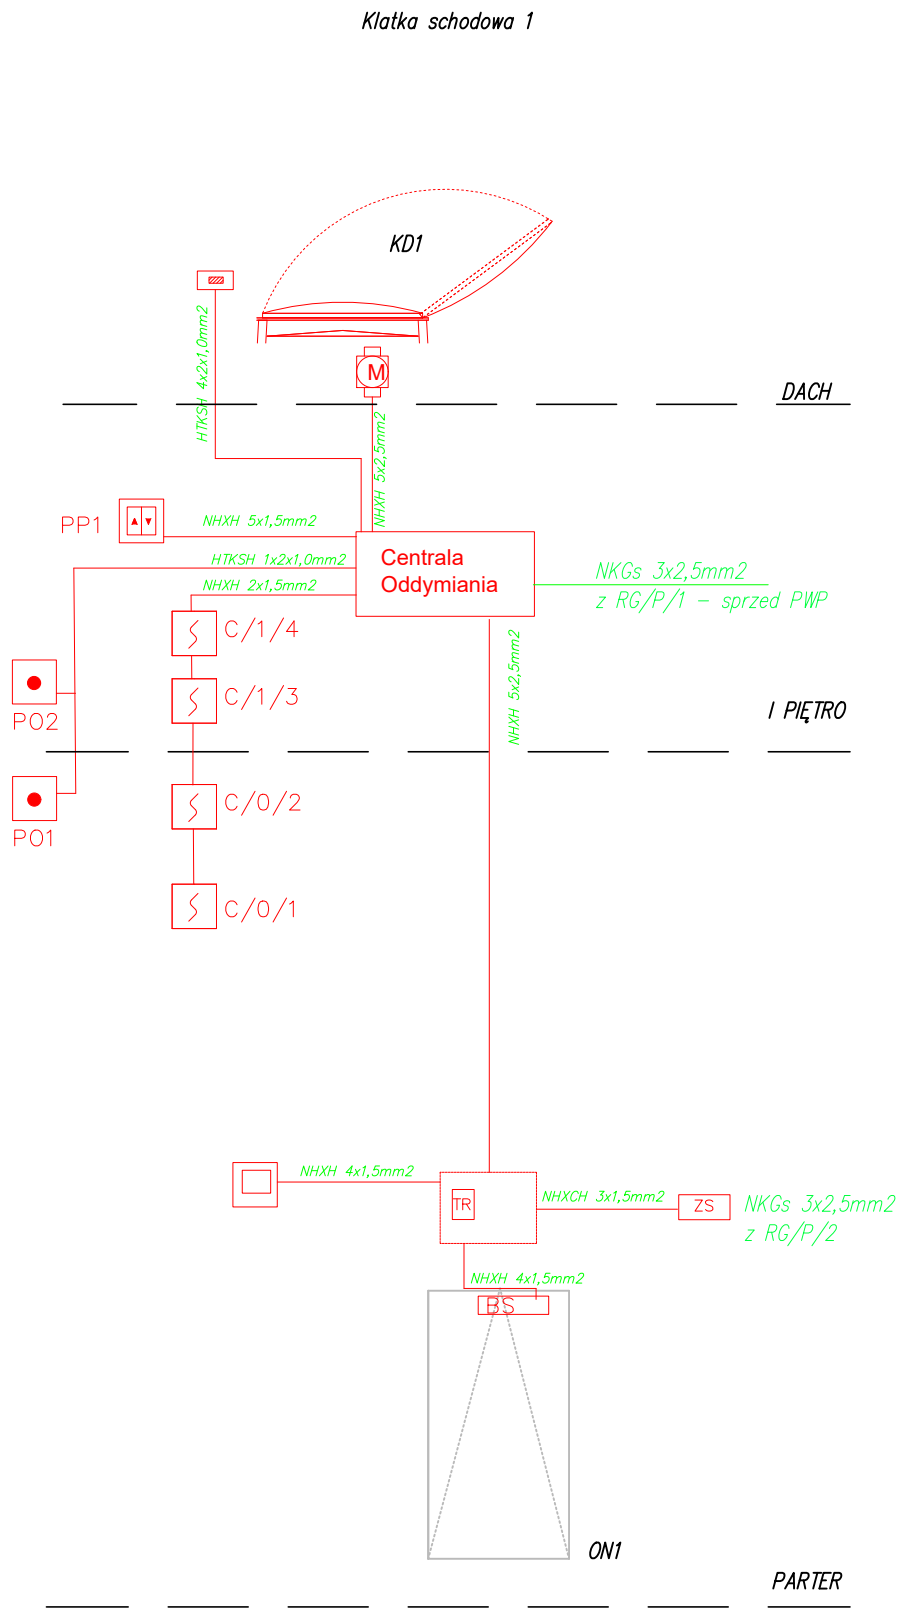 Klatka schodowa 1
KD1
HTKSH 4x2x1,0mm2
M
DACH
NHXH 5x2,5mm2
PP1
NHXH 5x1,5mm2
HTKSH 1x2x1,0mm2
NHXH 2x1,5mm2
Centrala
Oddymiania
NKGs 3x2,5mm2
z RG/P/1 – sprzed PWP
C/1/4
NHXH 5x2,5mm2
C/1/3
PO2
I PIĘTRO
C/0/2
PO1
C/0/1
NHXH 4x1,5mm2
TR
NHXCH 3x1,5mm2
ZS
NKGs 3x2,5mm2
z RG/P/2
NHXH 4x1,5mm2
BS
ON1
PARTER